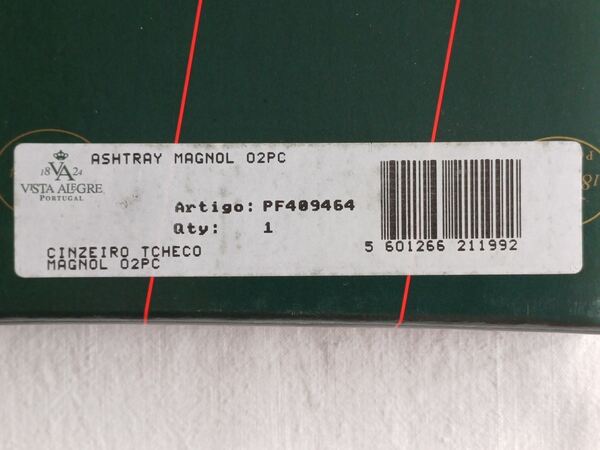 ASHTRAY MAGNOL 02PC
18 VA 24
VISTA ALEGRE
PORTUGAL
Artigo: PF409464
Qty: 1
5 601266 211992
CINZEIRO TCHECO
MAGNOL 02PC